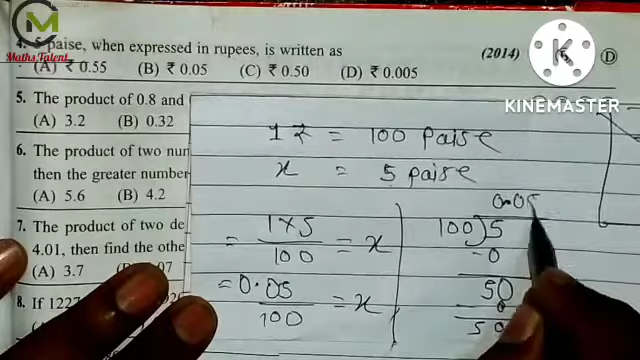 M
Maths Talent
4. 5 paise, when expressed in rupees, is written as (2014)
(A) ₹ 0.55 (B) ₹ 0.05 (C) ₹ 0.50 (D) ₹ 0.005
K
KINEMASTER
D
5. The product of 0.8 and
(A) 3.2 (B) 0.32
6. The product of two
then the greater number
(A) 5.6 (B) 4.2
7. The product of two de
4.01, then find the othe
(A) 3.7 07
8. If 1227
1 ₹ = 100 paise
x = 5 paise
= 1×5 / 100 = x
= 0.05 / 100 = x
0.05
100)5
-0
50
0
50